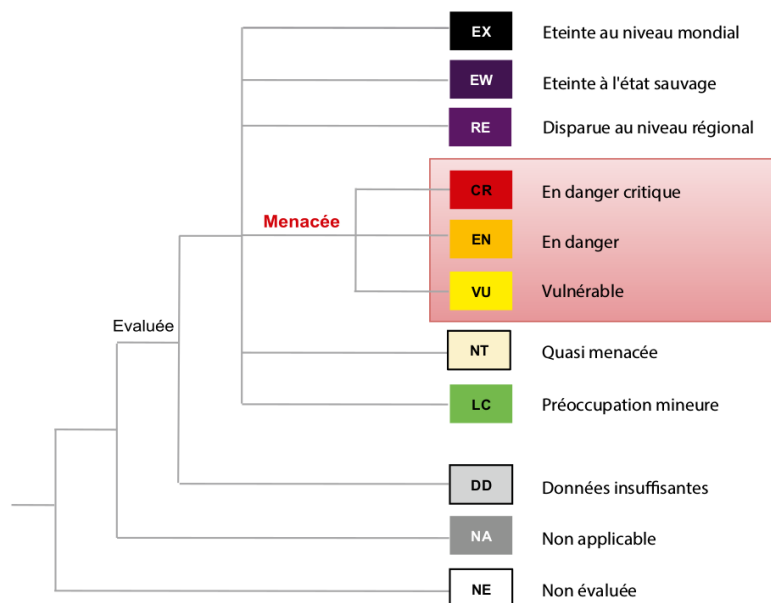 EX Eteinte au niveau mondial
EW Eteinte à l'état sauvage
RE Disparue au niveau régional
CR En danger critique
Menacée
EN En danger
VU Vulnérable
Evaluée
NT Quasi menacée
LC Préoccupation mineure
DD Données insuffisantes
NA Non applicable
NE Non évaluée